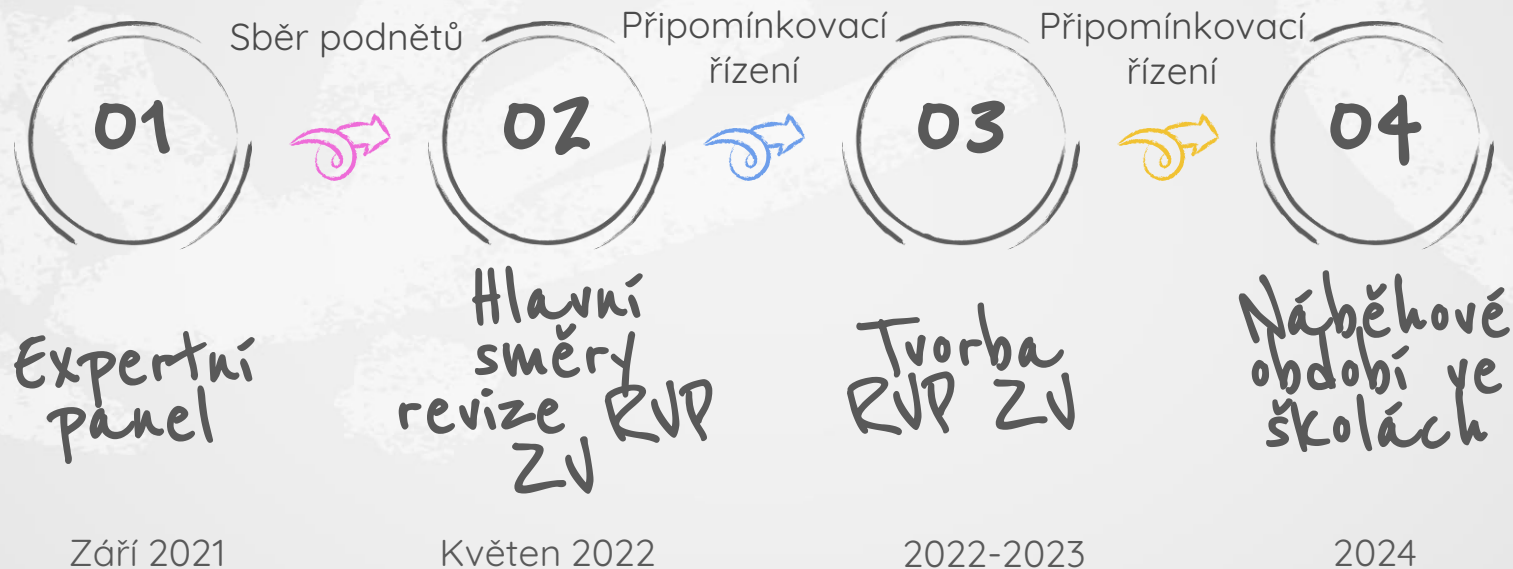 Sběr podnětů
Připomínkovací
řízení
Připomínkovací
řízení
01
02
03
04
Expertní
panel
Hlavní
směry
revize RVP
ZV
Tvorba
RVP ZV
Náběhové
období ve
školách
Září 2021
Květen 2022
2022-2023
2024